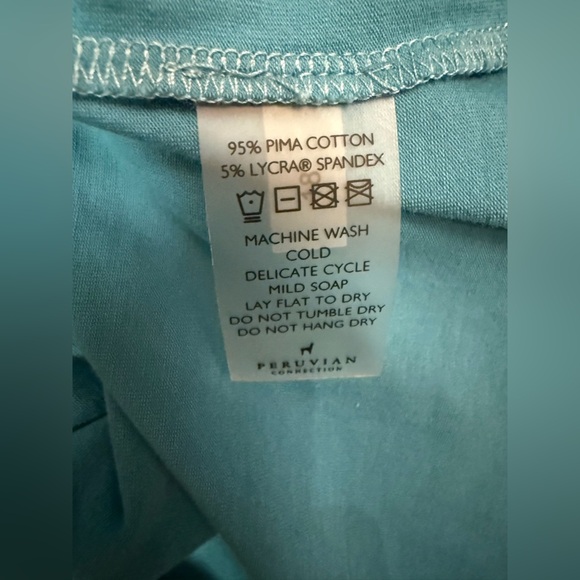 95% PIMA COTTON
5% LYCRA® SPANDEX
MACHINE WASH
COLD
DELICATE CYCLE
MILD SOAP
LAY FLAT TO DRY
DO NOT TUMBLE DRY
DO NOT HANG DRY
PERUVIAN
CONNECTION